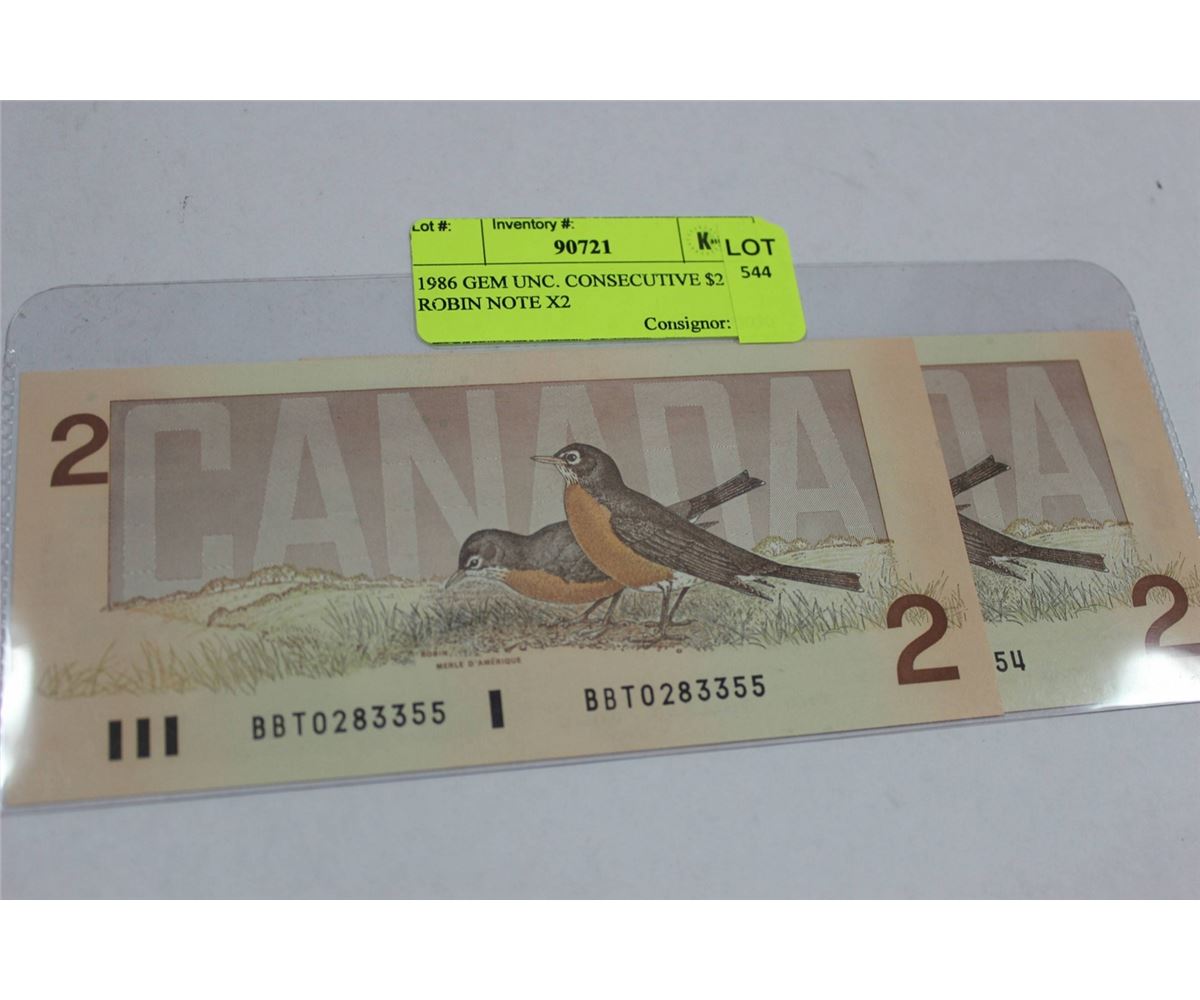 Lot #: Inventory #:
90721
K
LOT
544
1986 GEM UNC. CONSECUTIVE $2
ROBIN NOTE X2
Consignor:
2 CANADA
DA
ROBIN
MERLE D'AMÉRIQUE
2
2
BBT0283355 BBT0283355
54